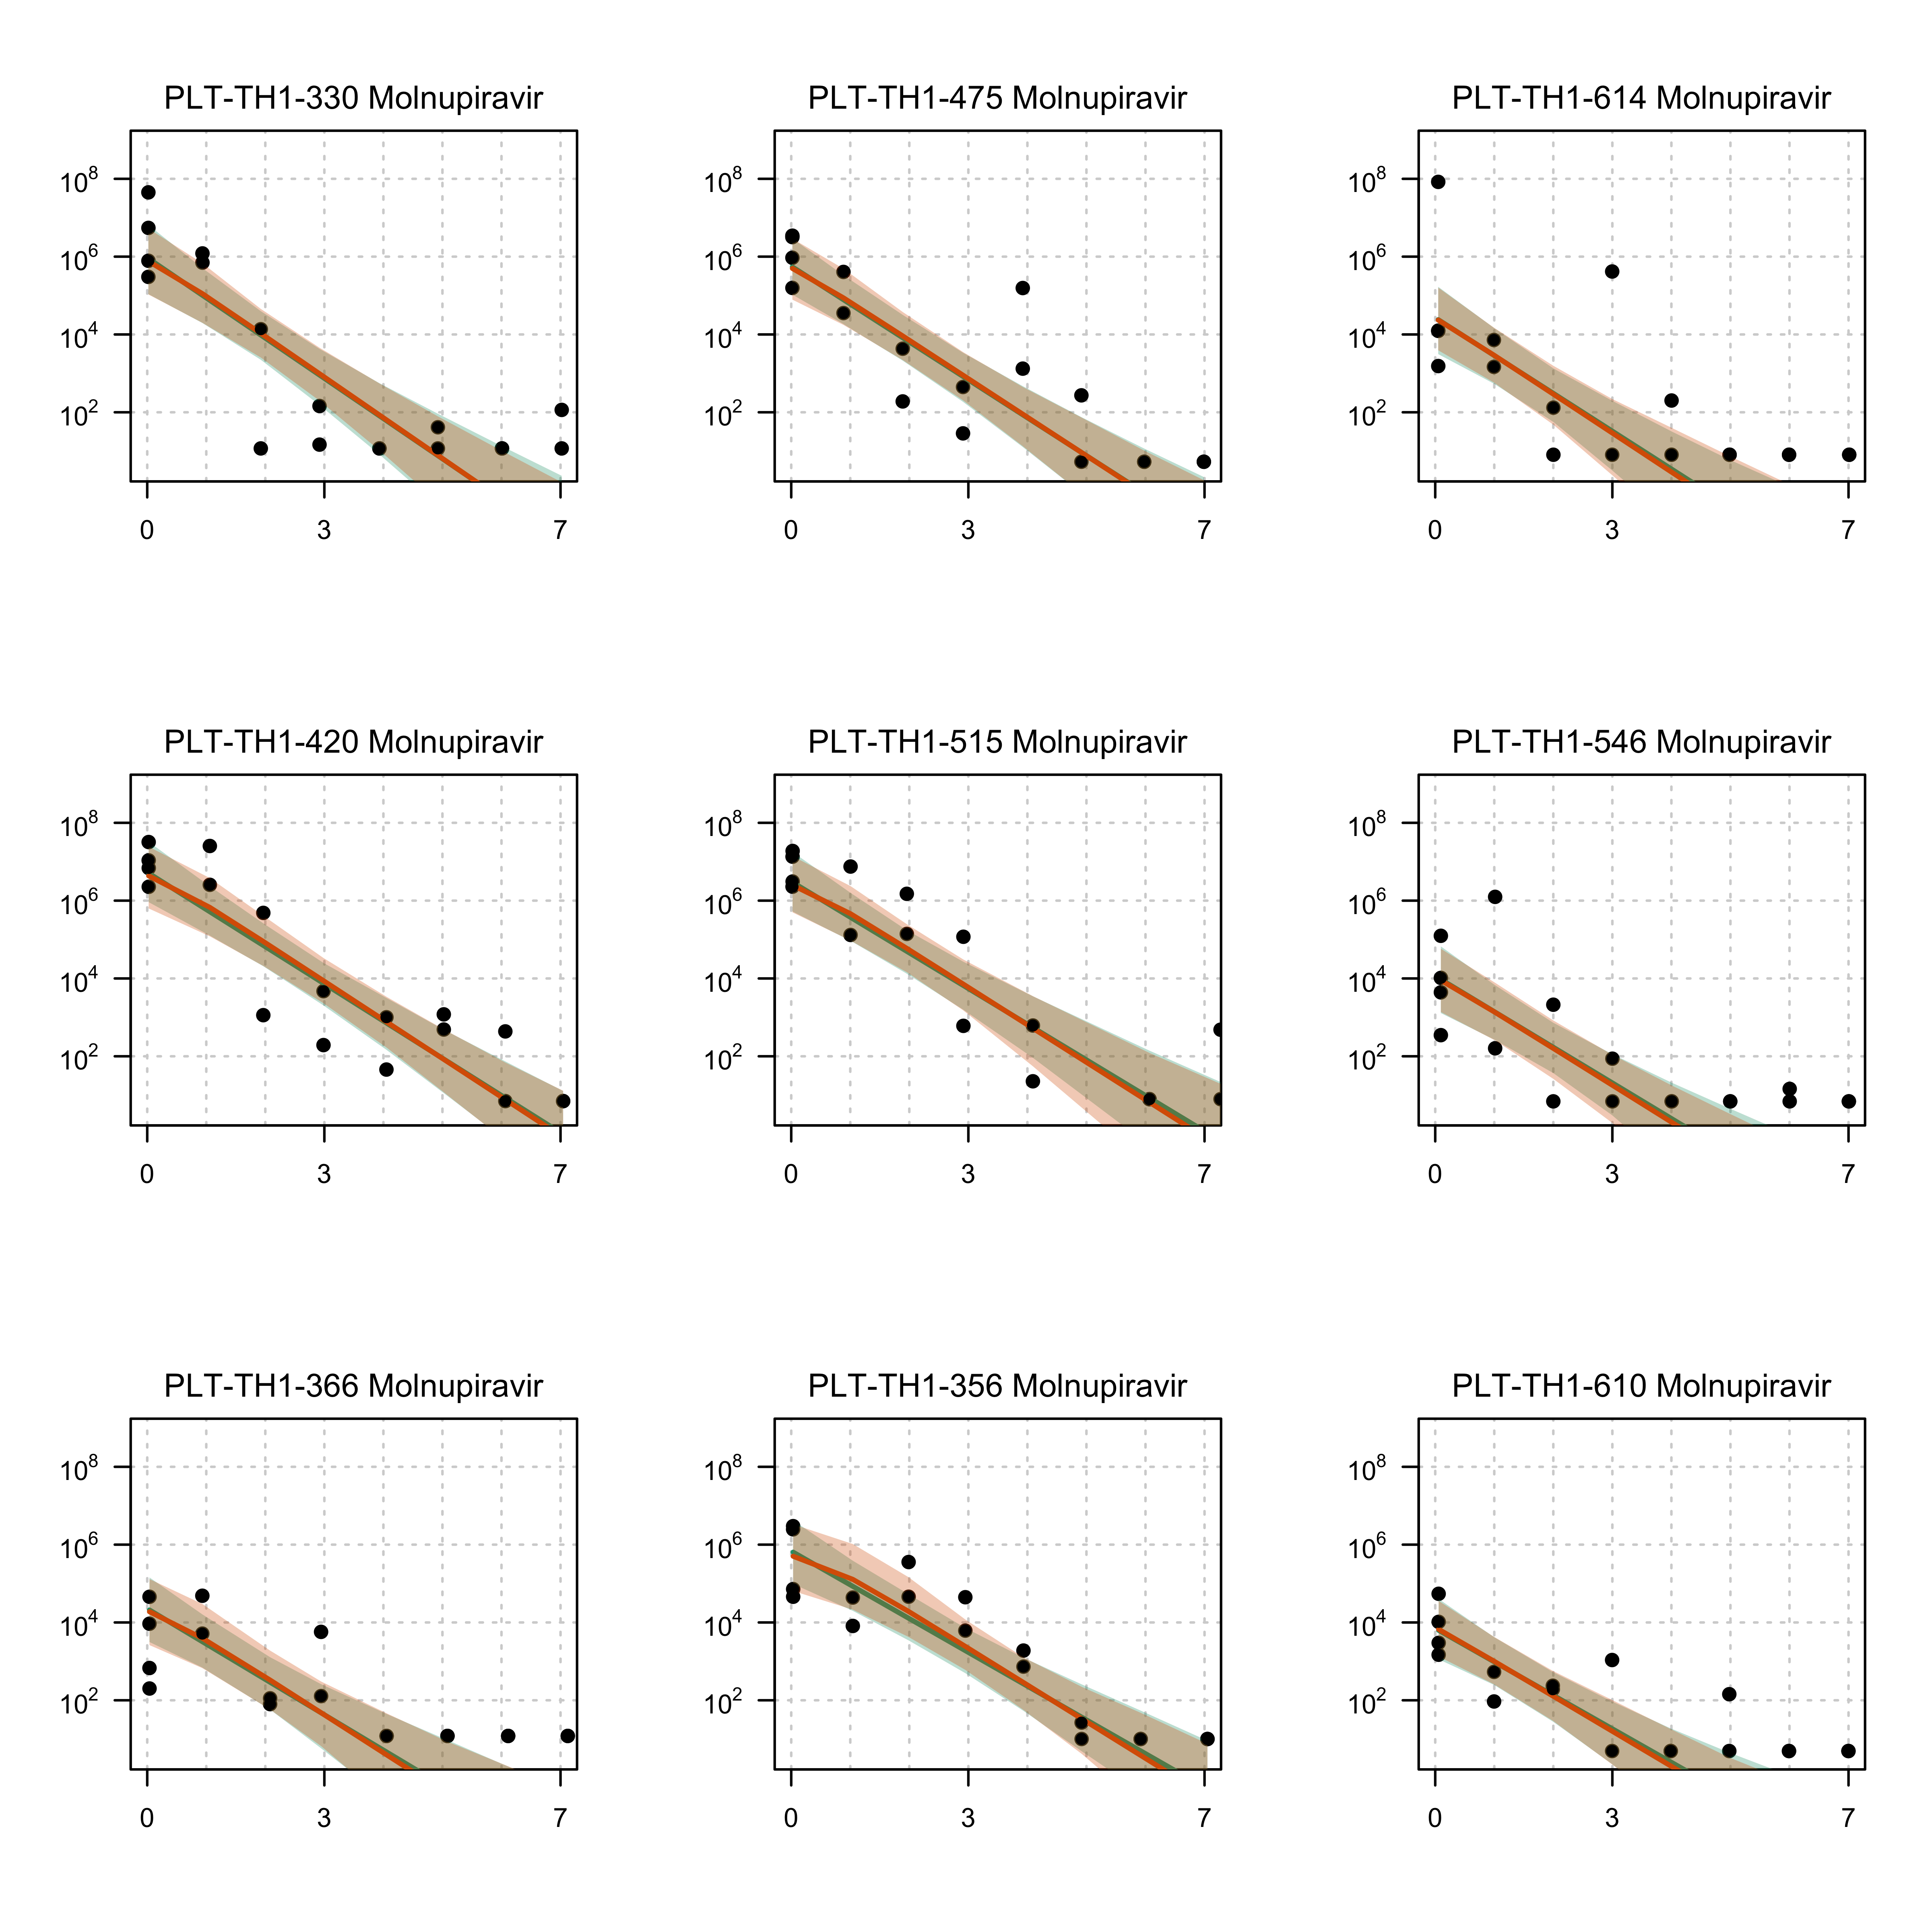 PLT-TH1-330 Molnupiravir
10^8
10^6
10^4
10^2
0 3 7
PLT-TH1-475 Molnupiravir
10^8
10^6
10^4
10^2
0 3 7
PLT-TH1-614 Molnupiravir
10^8
10^6
10^4
10^2
0 3 7
PLT-TH1-420 Molnupiravir
10^8
10^6
10^4
10^2
0 3 7
PLT-TH1-515 Molnupiravir
10^8
10^6
10^4
10^2
0 3 7
PLT-TH1-546 Molnupiravir
10^8
10^6
10^4
10^2
0 3 7
PLT-TH1-366 Molnupiravir
10^8
10^6
10^4
10^2
0 3 7
PLT-TH1-356 Molnupiravir
10^8
10^6
10^4
10^2
0 3 7
PLT-TH1-610 Molnupiravir
10^8
10^6
10^4
10^2
0 3 7